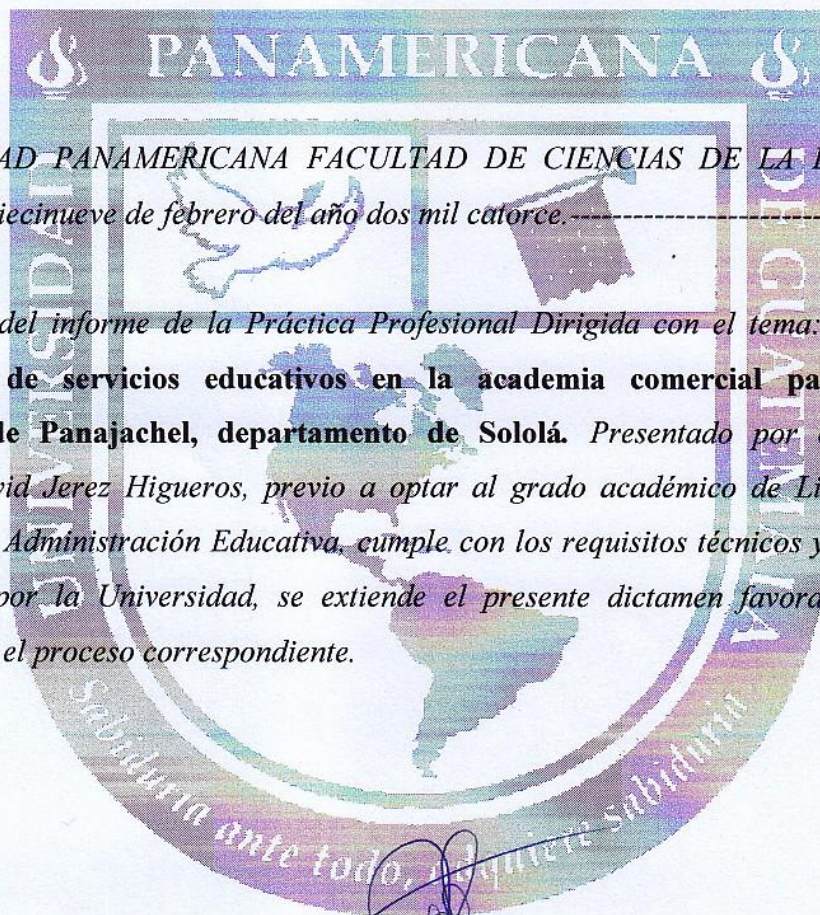 PANAMERICANA
UNIVERSIDAD
DE GUATEMALA
AD PANAMERICANA FACULTAD DE CIENCIAS DE LA
iecinueve de febrero del año dos mil catorce.------------------------
del informe de la Práctica Profesional Dirigida con el tema:
de servicios educativos en la academia comercial pa
le Panajachel, departamento de Sololá. Presentado por
vid Jerez Higueros, previo a optar al grado académico de Li
Administración Educativa, cumple con los requisitos técnicos y
por la Universidad, se extiende el presente dictamen favora
el proceso correspondiente.
Sabiduría ante todo, adquiere sabiduría